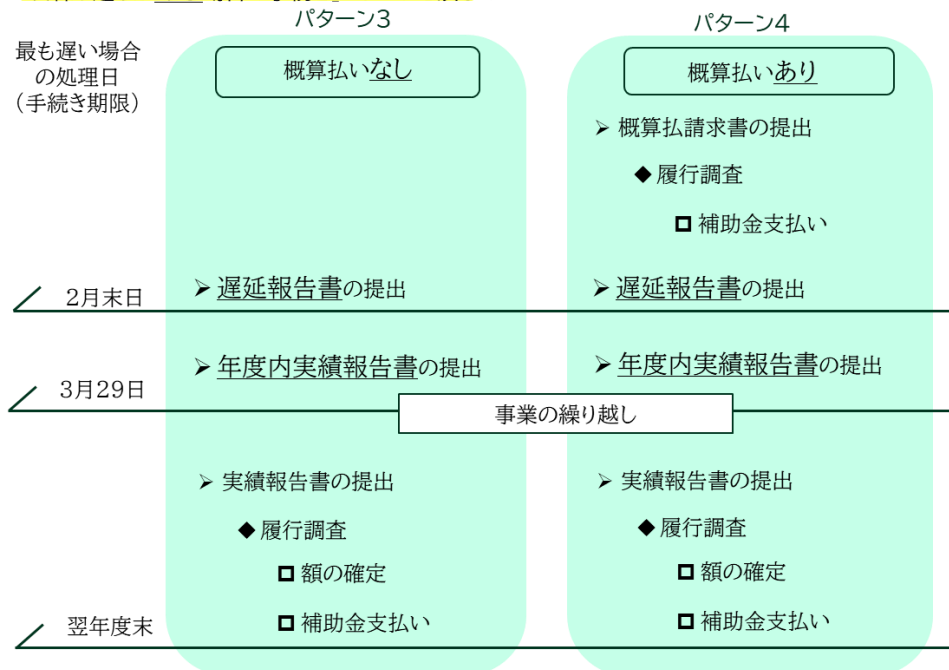 パターン3
パターン4
最も遅い場合
の処理日
（手続き期限）
概算払いなし
概算払いあり
➢ 概算払請求書の提出
◆ 履行調査
補助金支払い
2月末日
➢ 遅延報告書の提出
➢ 遅延報告書の提出
3月29日
➢ 年度内実績報告書の提出
➢ 年度内実績報告書の提出
事業の繰り越し
➢ 実績報告書の提出
◆ 履行調査
額の確定
補助金支払い
➢ 実績報告書の提出
◆ 履行調査
額の確定
補助金支払い
翌年度末